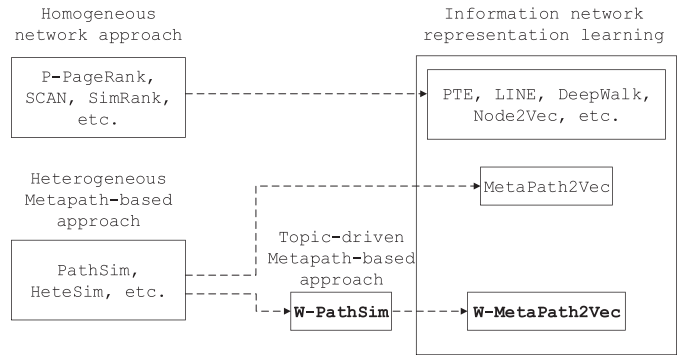 Homogeneous
network approach
P-PageRank,
SCAN, SimRank,
etc.
Information network
representation learning
PTE, LINE, DeepWalk,
Node2Vec, etc.
Heterogeneous
Metapath-based
approach
PathSim,
HeteSim, etc.
MetaPath2Vec
Topic-driven
Metapath-based
approach
W-PathSim
W-MetaPath2Vec